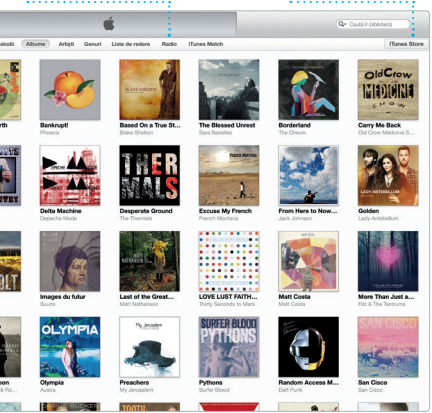 Caută în bibliotecă
Albume Artiști Genuri Liste de redare Radio iTunes Match iTunes Store
OldCrow
MEDICINE
SHOW
Bankrupt! Based On a True St... The Blessed Unrest Borderland Carry Me Back
Phoenix Blake Shelton Sara Bareilles The Chevin Old Crow Medicine S...
THER
MALS
LADY ANTEBELLUM
Delta Machine Desperate Ground Excuse My French From Here to Now... Golden
Depeche Mode The Thermals French Montana Jack Johnson Lady Antebellum
Images du futur Last of the Great... LOVE LUST FAITH... Matt Costa More Than Just a...
Suuns Matt Nathanson Thirty Seconds to Mars Matt Costa Fitz & The Tantrums
OLYMPIA
My Jerusalem
SURFER BLOOD
PYTHONS
SAN CISCO
Olympia Preachers Pythons Random Access M... San Cisco
Austra My Jerusalem Surfer Blood Daft Punk San Cisco
DARIUS RUCKER